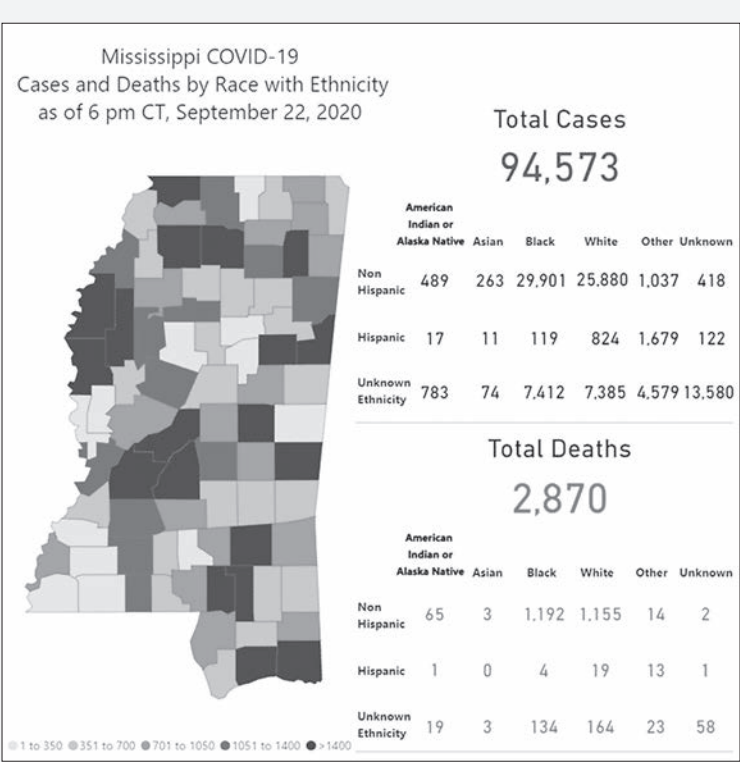 Mississippi COVID-19
Cases and Deaths by Race with Ethnicity
as of 6 pm CT, September 22, 2020
Total Cases
94,573
American
Indian or
Alaska Native Asian Black White Other Unknown
Non
Hispanic 489 263 29,901 25,880 1,037 418
Hispanic 17 11 119 824 1,679 122
Unknown
Ethnicity 783 74 7,412 7,385 4,579 13,580
Total Deaths
2,870
American
Indian or
Alaska Native Asian Black White Other Unknown
Non
Hispanic 65 3 1,192 1,155 14 2
Hispanic 1 0 4 19 13 1
Unknown
Ethnicity 19 3 134 164 23 58
1 to 350 351 to 700 701 to 1050 1051 to 1400 >1400